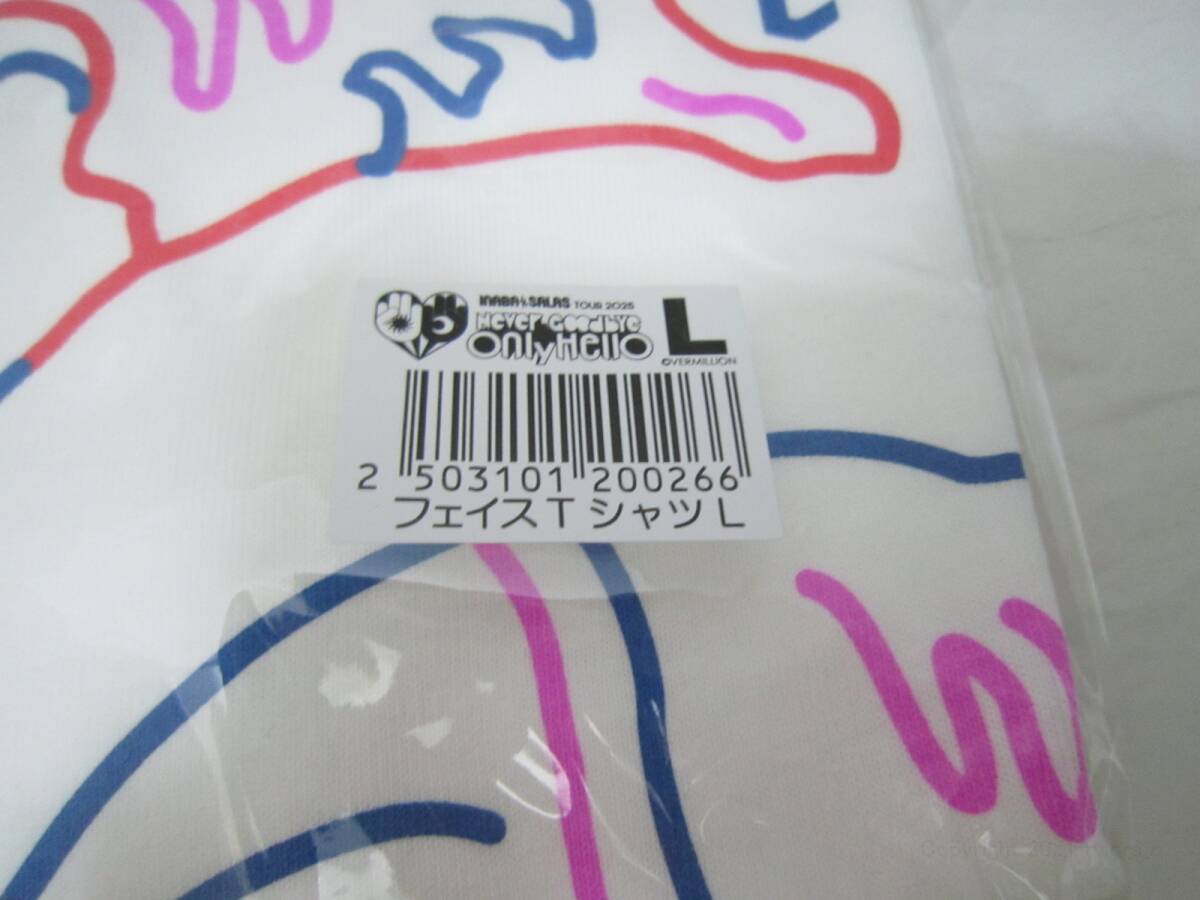 INABA/SALAS TOUR 2025
Never Goodbye
Only Hello
L
©VERMILLION
2 503101 200266
フェイスTシャツL